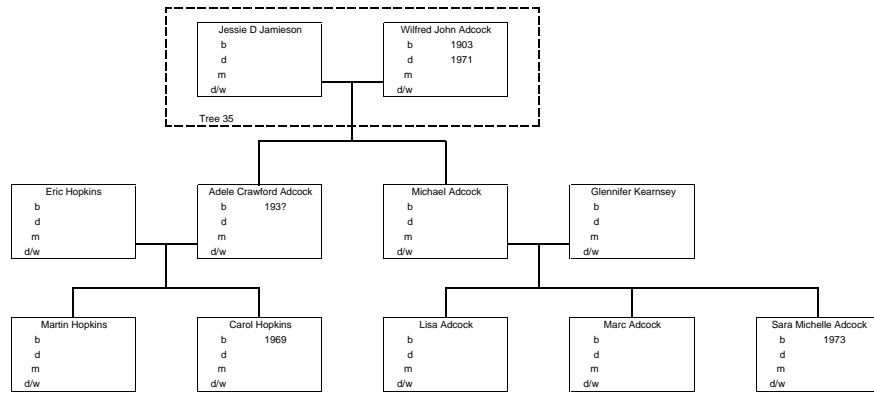 Jessie D Jamieson
b
d
m
d/w
Wilfred John Adcock
b 1903
d 1971
m
d/w
Tree 35
Eric Hopkins
b
d
m
d/w
Adele Crawford Adcock
b 193?
d
m
d/w
Michael Adcock
b
d
m
d/w
Glennifer Kearnsey
b
d
m
d/w
Martin Hopkins
b
d
m
d/w
Carol Hopkins
b 1969
d
m
d/w
Lisa Adcock
b
d
m
d/w
Marc Adcock
b
d
m
d/w
Sara Michelle Adcock
b 1973
d
m
d/w